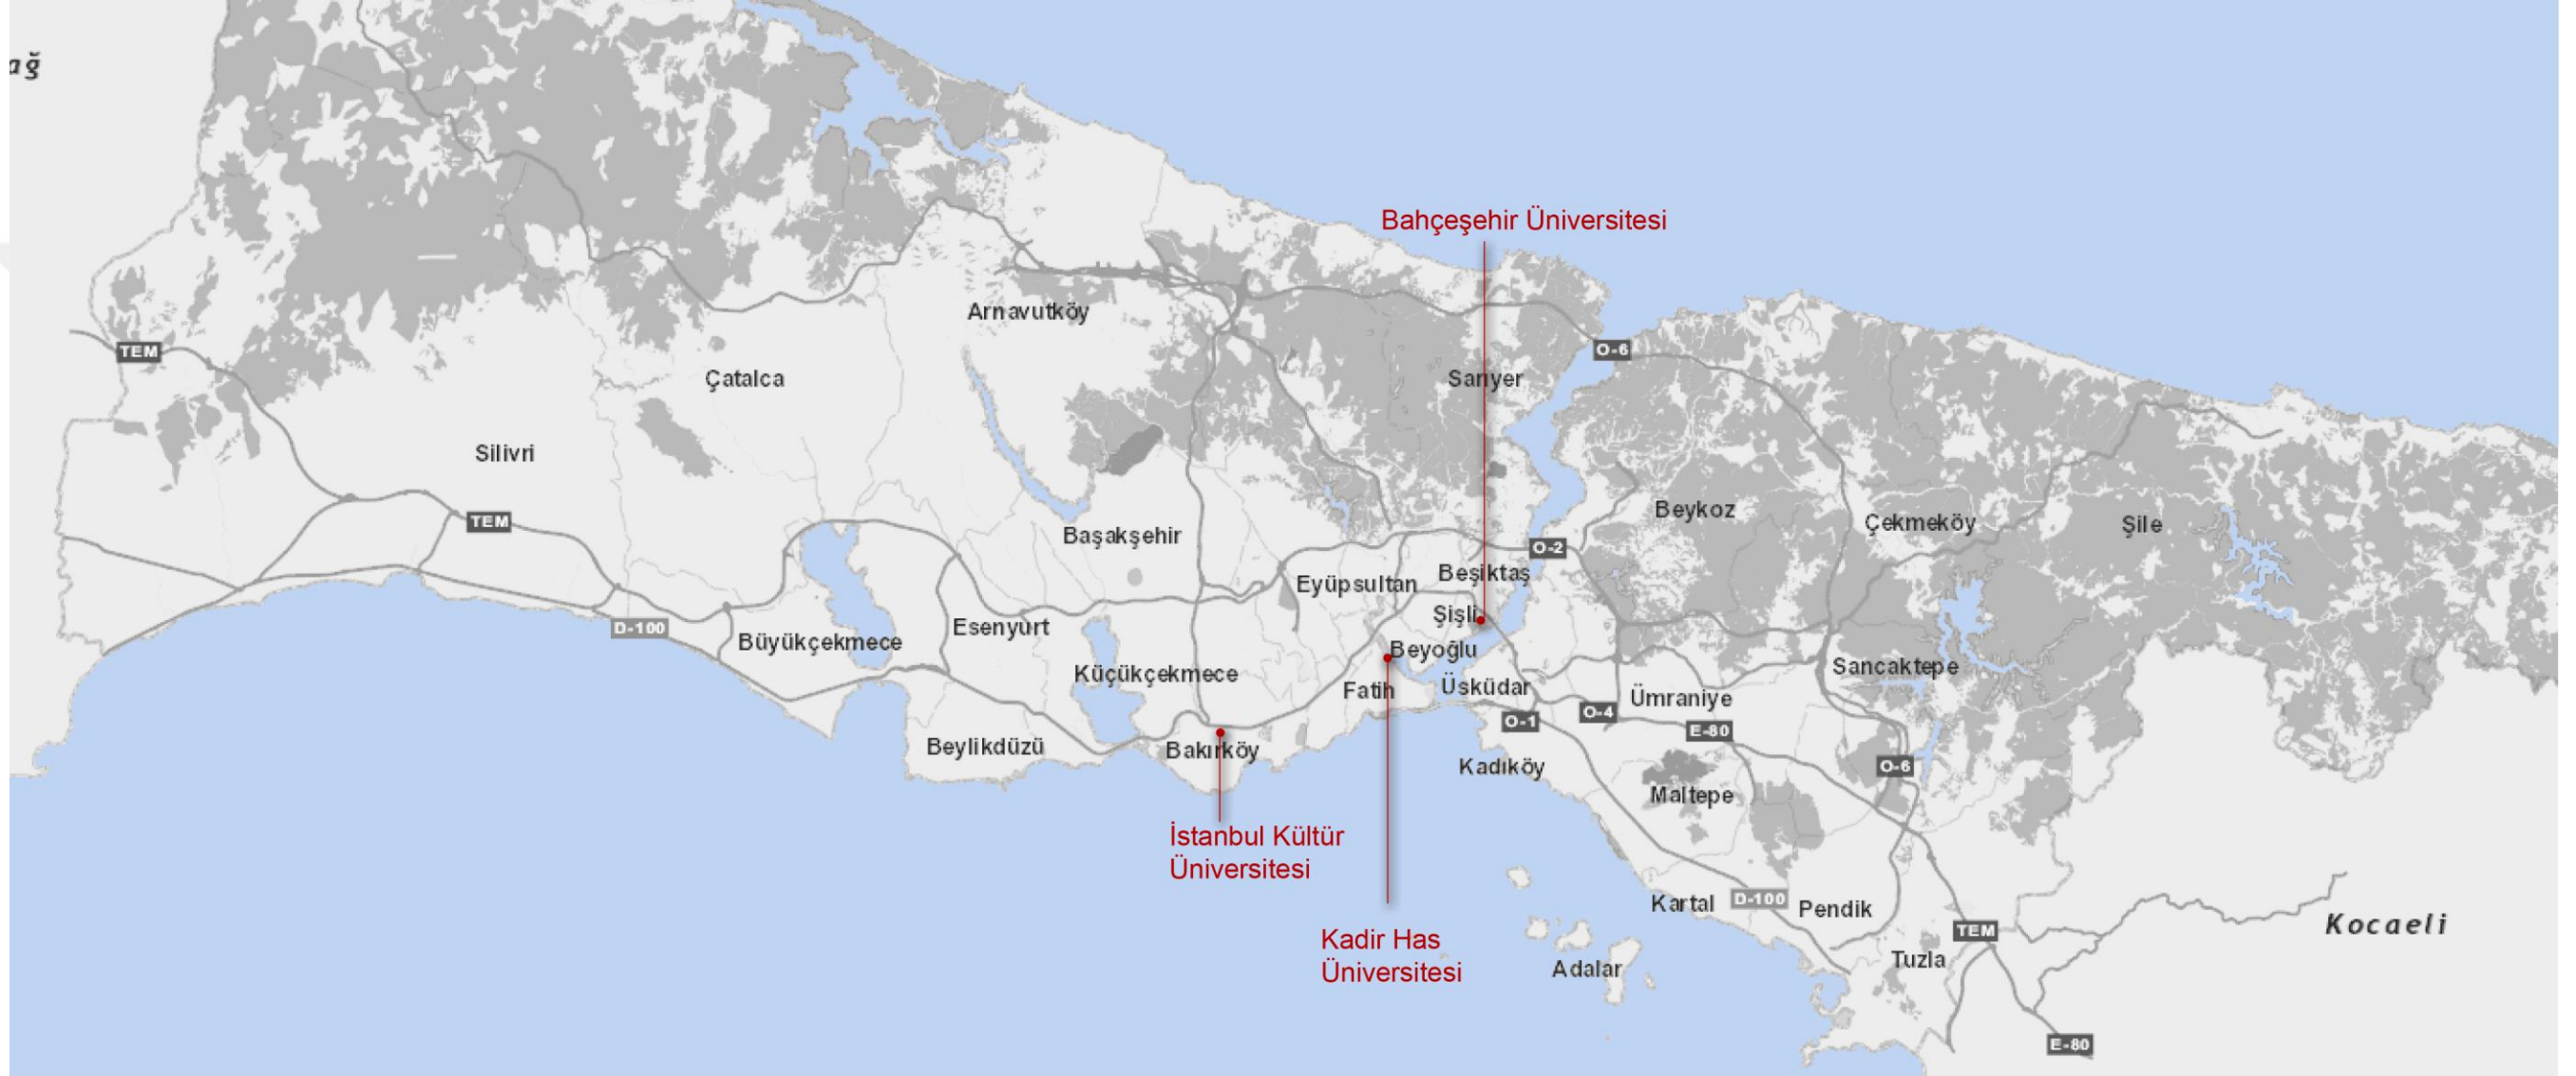 ağ
Bahçeşehir Üniversitesi
Arnavutköy
TEM
O-6
Çatalca
Sarıyer
Silivri
Beykoz
TEM
Çekmeköy
Şile
Başakşehir
O-2
Eyüpsultan
Beşiktaş
Şişli
D-100
Esenyurt
Büyükçekmece
Beyoğlu
Küçükçekmece
Sancaktepe
Fatih
Üsküdar
Ümraniye
O-1
O-4
E-80
Beylikdüzü
Bakırköy
Kadıköy
O-6
Maltepe
İstanbul Kültür
Üniversitesi
Kartal
D-100
Pendik
Kocaeli
Kadir Has
Üniversitesi
TEM
Adalar
Tuzla
E-80